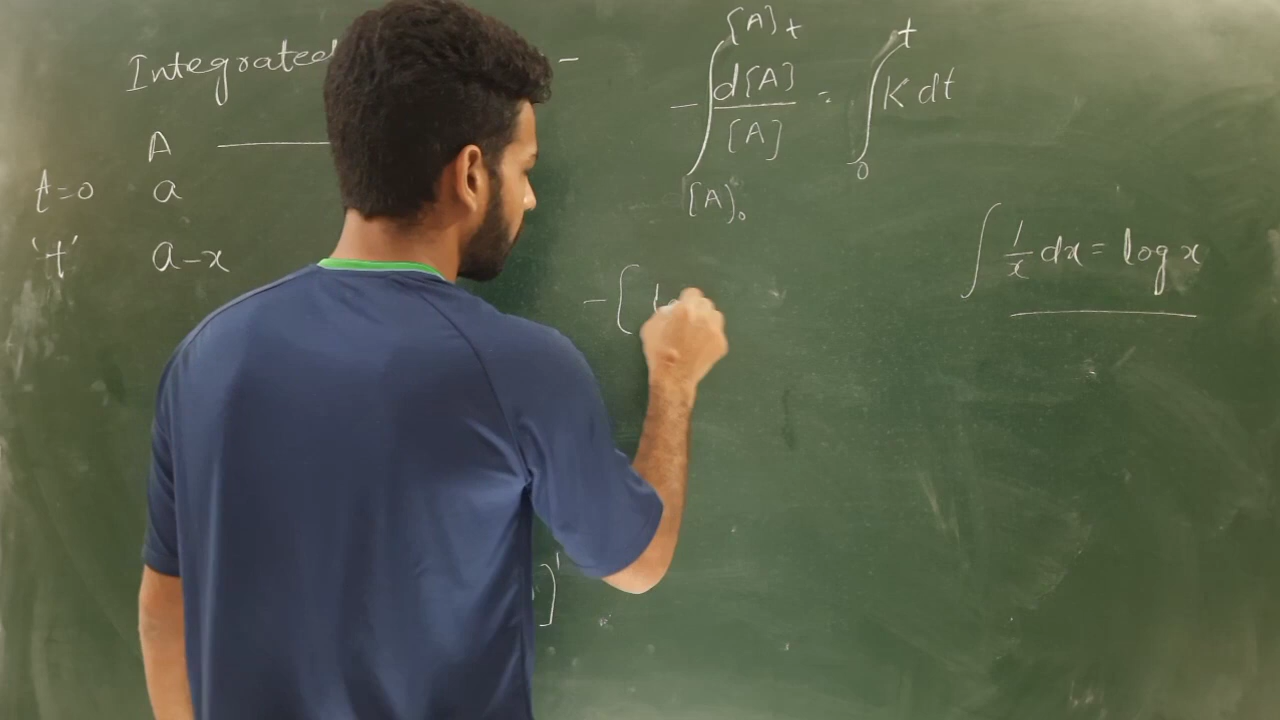 Integrated –
A ———
t=0 a
't' a-x
]'
[A]t
-∫ d[A]/[A] = ∫ K dt
[A]₀ 0 t
∫ 1/x dx = log x
-[ l